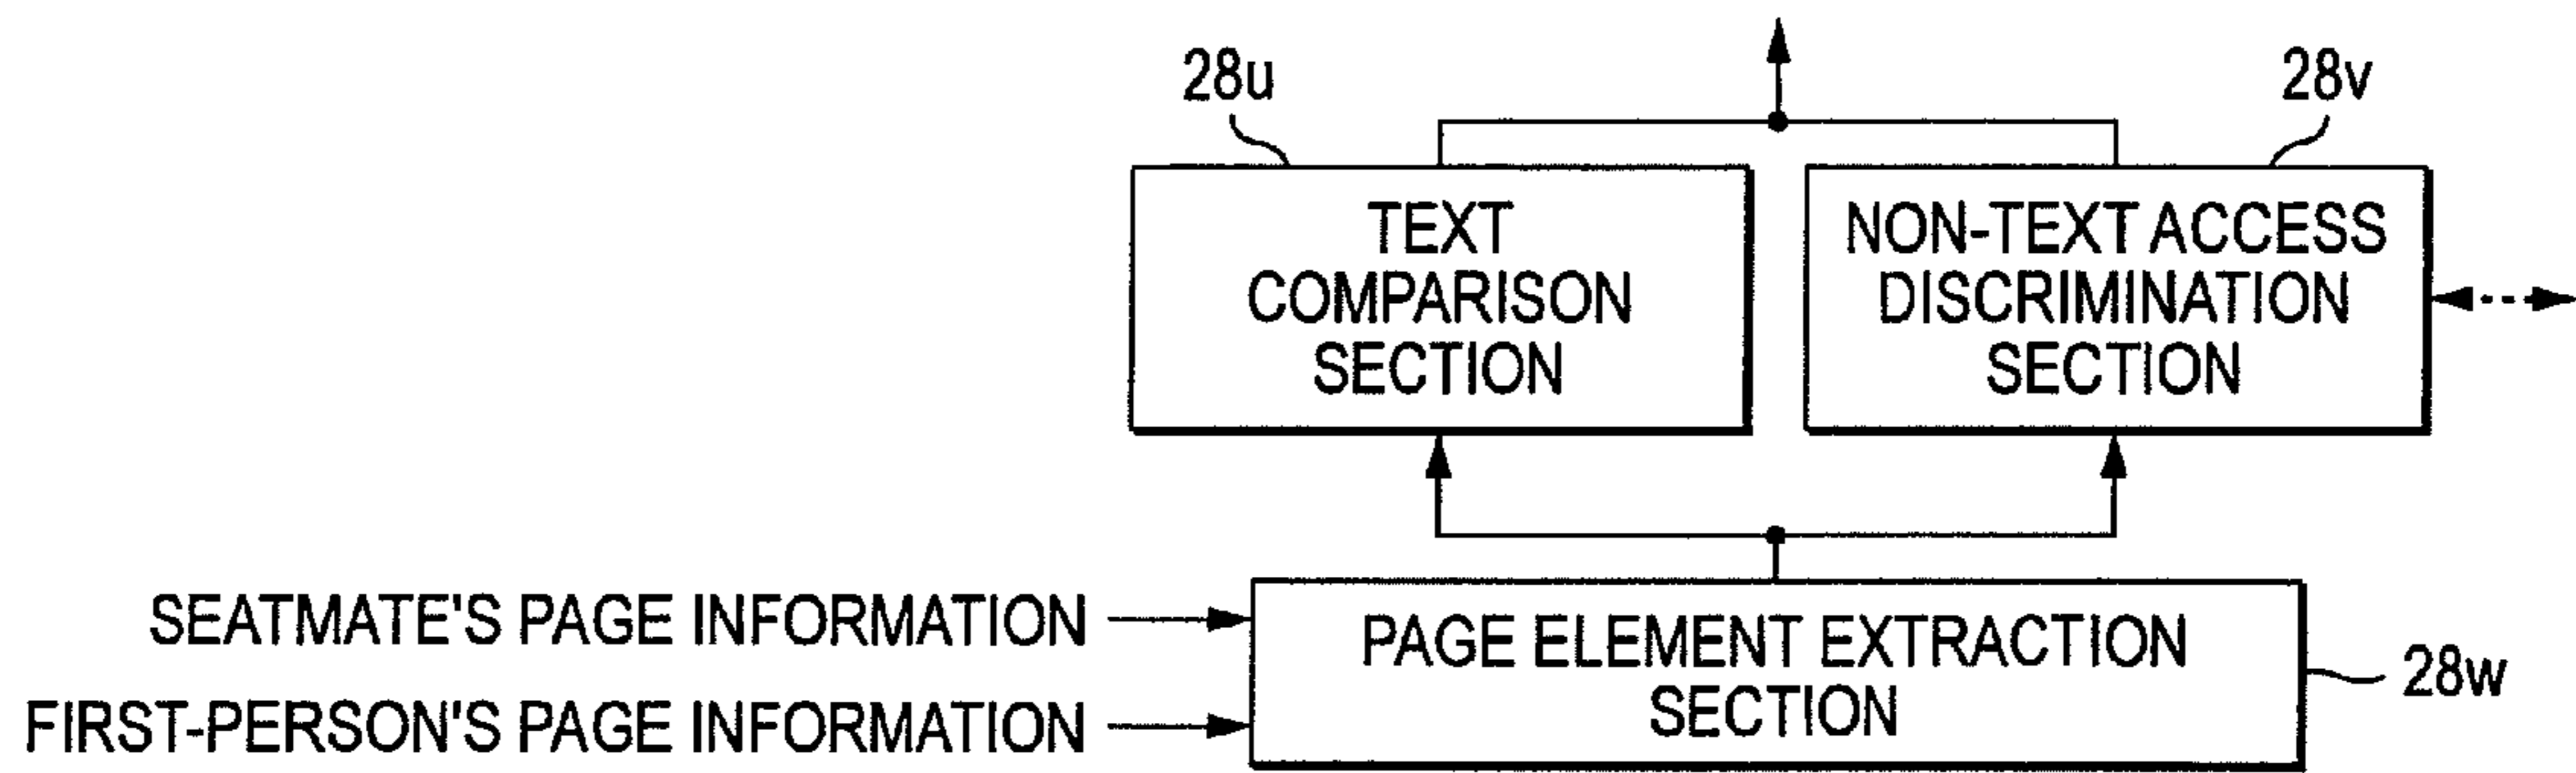 28u
28v
TEXT
COMPARISON
SECTION
NON-TEXT ACCESS
DISCRIMINATION
SECTION
SEATMATE'S PAGE INFORMATION
FIRST-PERSON'S PAGE INFORMATION
PAGE ELEMENT EXTRACTION
SECTION
28w